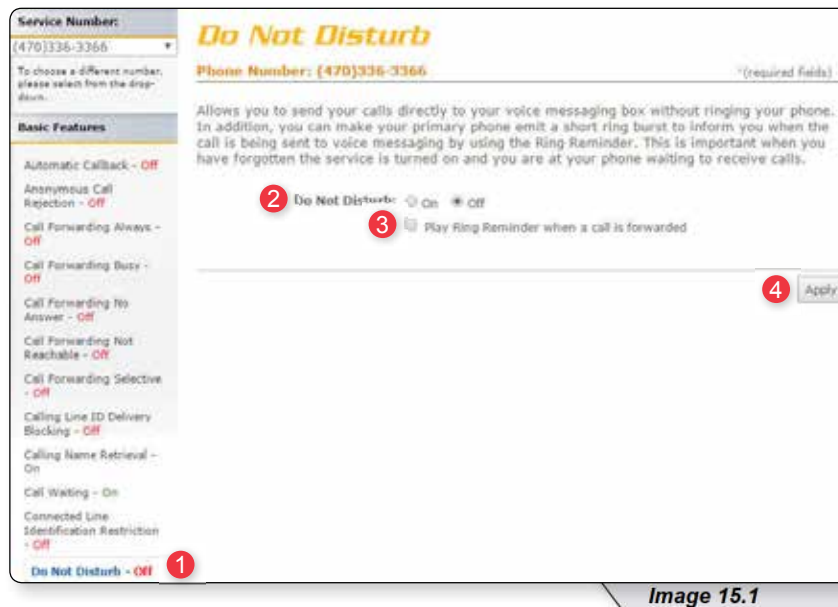 Service Number:
(470)336-3366
To choose a different number,
please select from the drop-
down.
Basic Features
Automatic Callback - Off
Anonymous Call
Rejection - Off
Call Forwarding Always -
Off
Call Forwarding Busy -
Off
Call Forwarding No
Answer - Off
Call Forwarding Not
Reachable - Off
Call Forwarding Selective
- Off
Calling Line ID Delivery
Blocking - Off
Calling Name Retrieval -
On
Call Waiting - On
Connected Line
Identification Restriction
- Off
Do Not Disturb - Off
1
Do Not Disturb
Phone Number: (470)336-3366
*(required fields)
Allows you to send your calls directly to your voice messaging box without ringing your phone.
In addition, you can make your primary phone emit a short ring burst to inform you when the
call is being sent to voice messaging by using the Ring Reminder. This is important when you
have forgotten the service is turned on and you are at your phone waiting to receive calls.
2 Do Not Disturb: On Off
3 Play Ring Reminder when a call is forwarded
4 Apply
Image 15.1